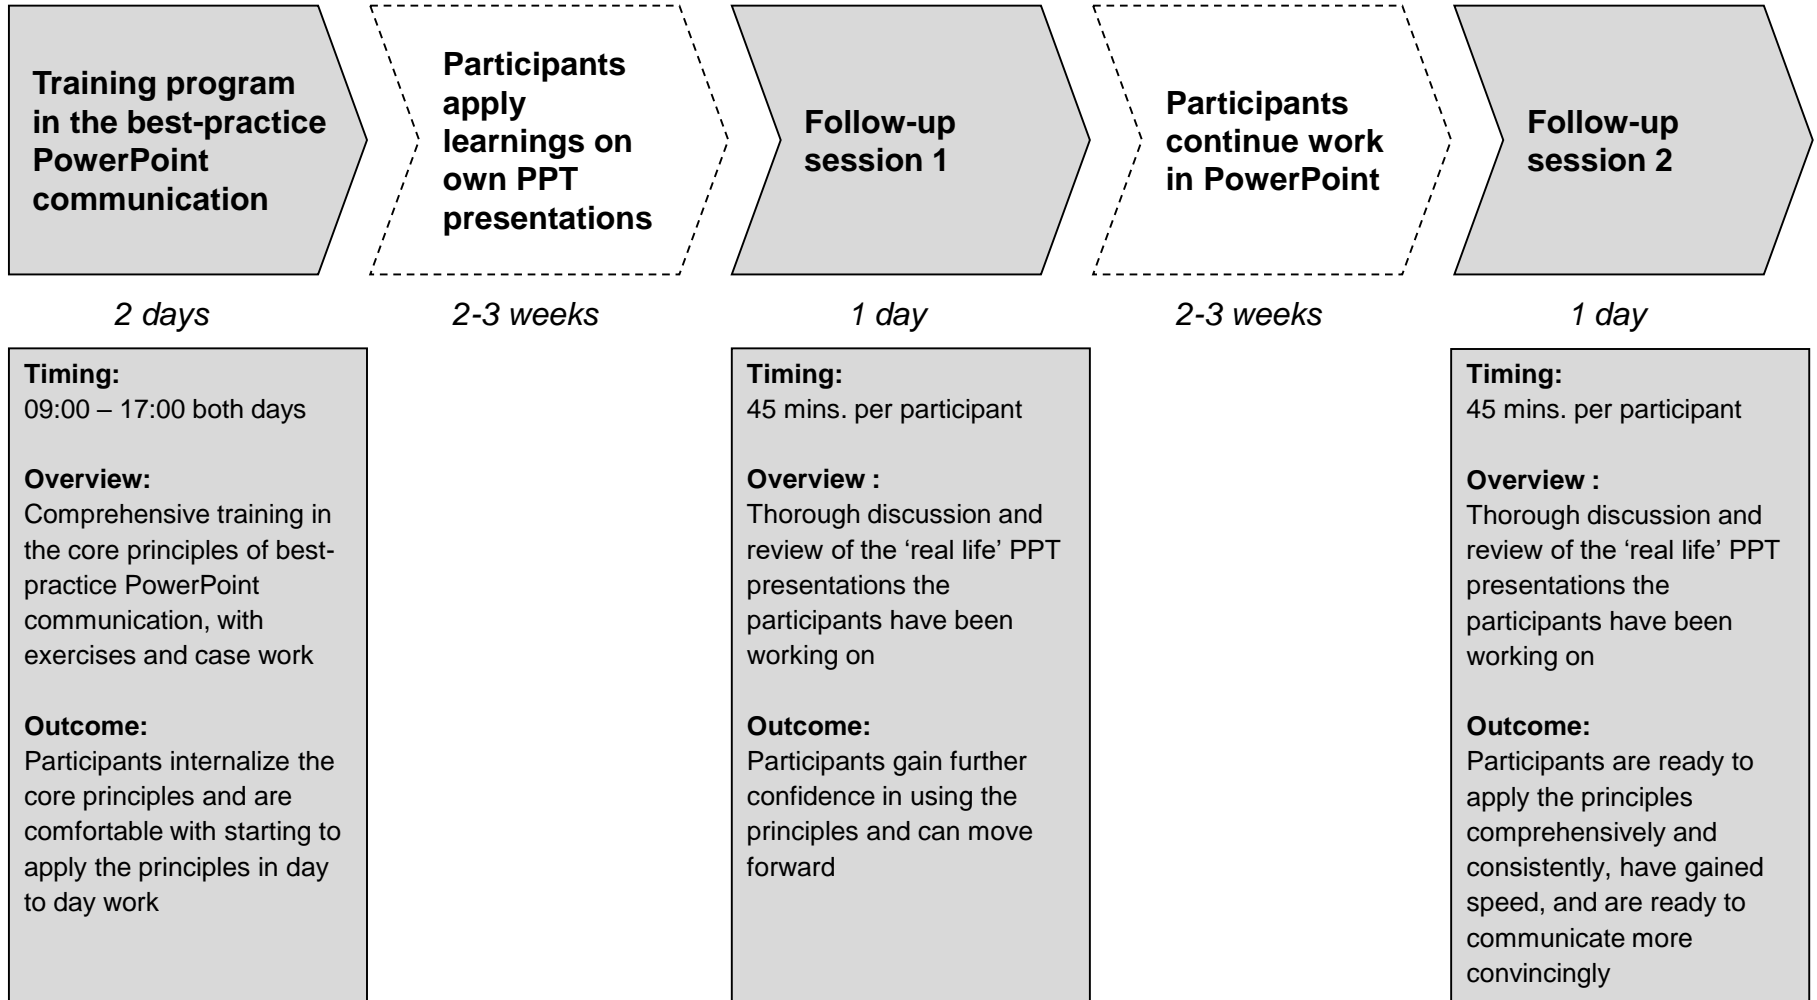 Training program
in the best-practice
PowerPoint
communication
Participants
apply
learnings on
own PPT
presentations
Follow-up
session 1
Participants
continue work
in PowerPoint
Follow-up
session 2
2 days
2-3 weeks
1 day
2-3 weeks
1 day
Timing:
09:00 – 17:00 both days
Overview:
Comprehensive training in
the core principles of best-
practice PowerPoint
communication, with
exercises and case work
Outcome:
Participants internalize the
core principles and are
comfortable with starting to
apply the principles in day
to day work
Timing:
45 mins. per participant
Overview :
Thorough discussion and
review of the ‘real life’ PPT
presentations the
participants have been
working on
Outcome:
Participants gain further
confidence in using the
principles and can move
forward
Timing:
45 mins. per participant
Overview :
Thorough discussion and
review of the ‘real life’ PPT
presentations the
participants have been
working on
Outcome:
Participants are ready to
apply the principles
comprehensively and
consistently, have gained
speed, and are ready to
communicate more
convincingly